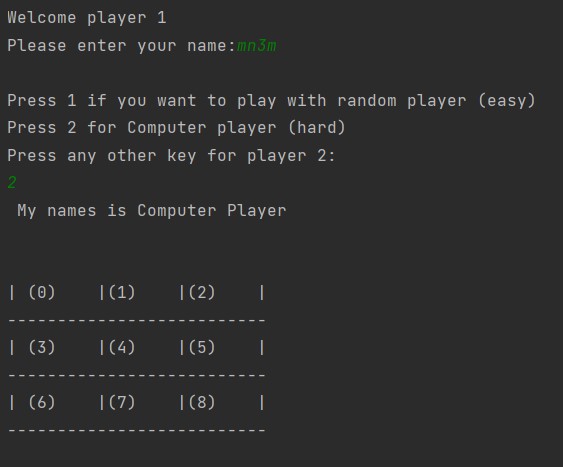 Welcome player 1
Please enter your name:mn3m
Press 1 if you want to play with random player (easy)
Press 2 for Computer player (hard)
Press any other key for player 2:
2
My names is Computer Player
| (0)    |(1)    |(2)    |
--------------------------
| (3)    |(4)    |(5)    |
--------------------------
| (6)    |(7)    |(8)    |
--------------------------